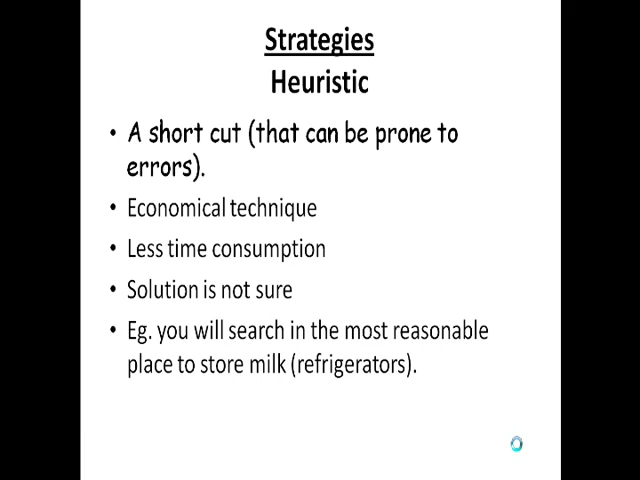 Strategies
Heuristic
• A short cut (that can be prone to
errors).
• Economical technique
• Less time consumption
• Solution is not sure
• Eg. you will search in the most reasonable
place to store milk (refrigerators).